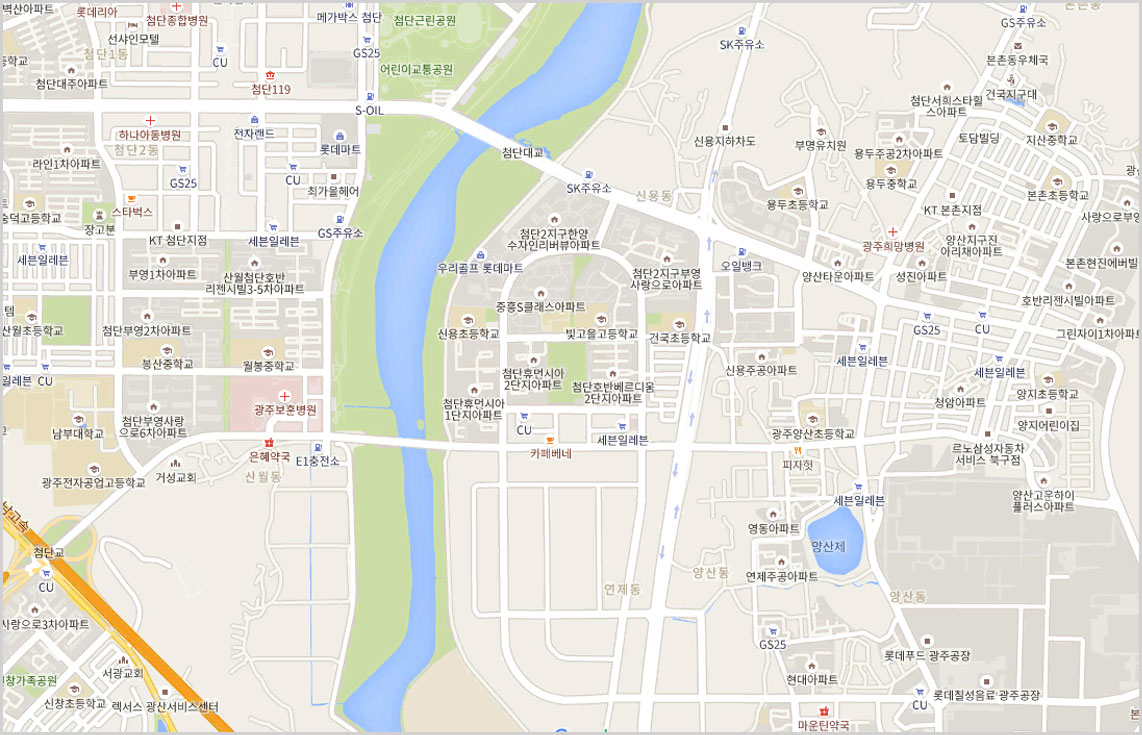 벽산아파트
롯데리아
첨단종합병원
메가박스 첨단
첨단근린공원
GS주유소
선샤인모텔
첨단1동
CU
GS25
SK주유소
본촌동우체국
첨단대주아파트
첨단119
어린이교통공원
건국지구대
S-OIL
첨단서희스타힐
스아파트
하나아동병원
첨단2동
전자랜드
롯데마트
첨단대교
신용지하차도
부명유치원
용두주공2차아파트
토담빌딩
지산중학교
라인1차아파트
GS25
CU
최가을헤어
SK주유소
신용동
용두중학교
용두초등학교
본촌초등학교
숭덕고등학교
스타벅스
장고분
KT 첨단지점
세븐일레븐
GS주유소
첨단2지구한양
수자인리버뷰아파트
KT 본촌지점
사랑으로부영
광주희망병원
양산지구진
아리채아파트
세븐일레븐
부영1차아파트
산월첨단호반
리젠시빌3-5차아파트
우리골프 롯데마트
첨단2지구부영
사랑으로아파트
오일뱅크
양산타운아파트
성진아파트
본촌현진에버빌
중흥S클래스아파트
호반리젠시빌아파트
산월초등학교
첨단부영2차아파트
신용초등학교
빛고을고등학교
건국초등학교
GS25
CU
그린자이1차아파트
봉산중학교
월봉중학교
세븐일레븐
신용주공아파트
세븐일레븐
CU
첨단휴먼시아
2단지아파트
첨단호반베르디움
2단지아파트
양지초등학교
광주보훈병원
첨단휴먼시아
1단지아파트
청암아파트
양지어린이집
남부대학교
첨단부영사랑
으로6차아파트
CU
세븐일레븐
광주양산초등학교
은혜약국
E1충전소
카페베네
피자헛
르노삼성자동차
서비스 북구점
거성교회
산월동
광주전자공업고등학교
세븐일레븐
양산고운하이
플러스아파트
영동아파트
양산제
첨단교
CU
연제동
양산동
연제주공아파트
양산동
사랑으로3차아파트
GS25
롯데푸드 광주공장
서광교회
현대아파트
신창초등학교
렉서스 광산서비스센터
CU
롯데칠성음료 광주공장
마운틴약국